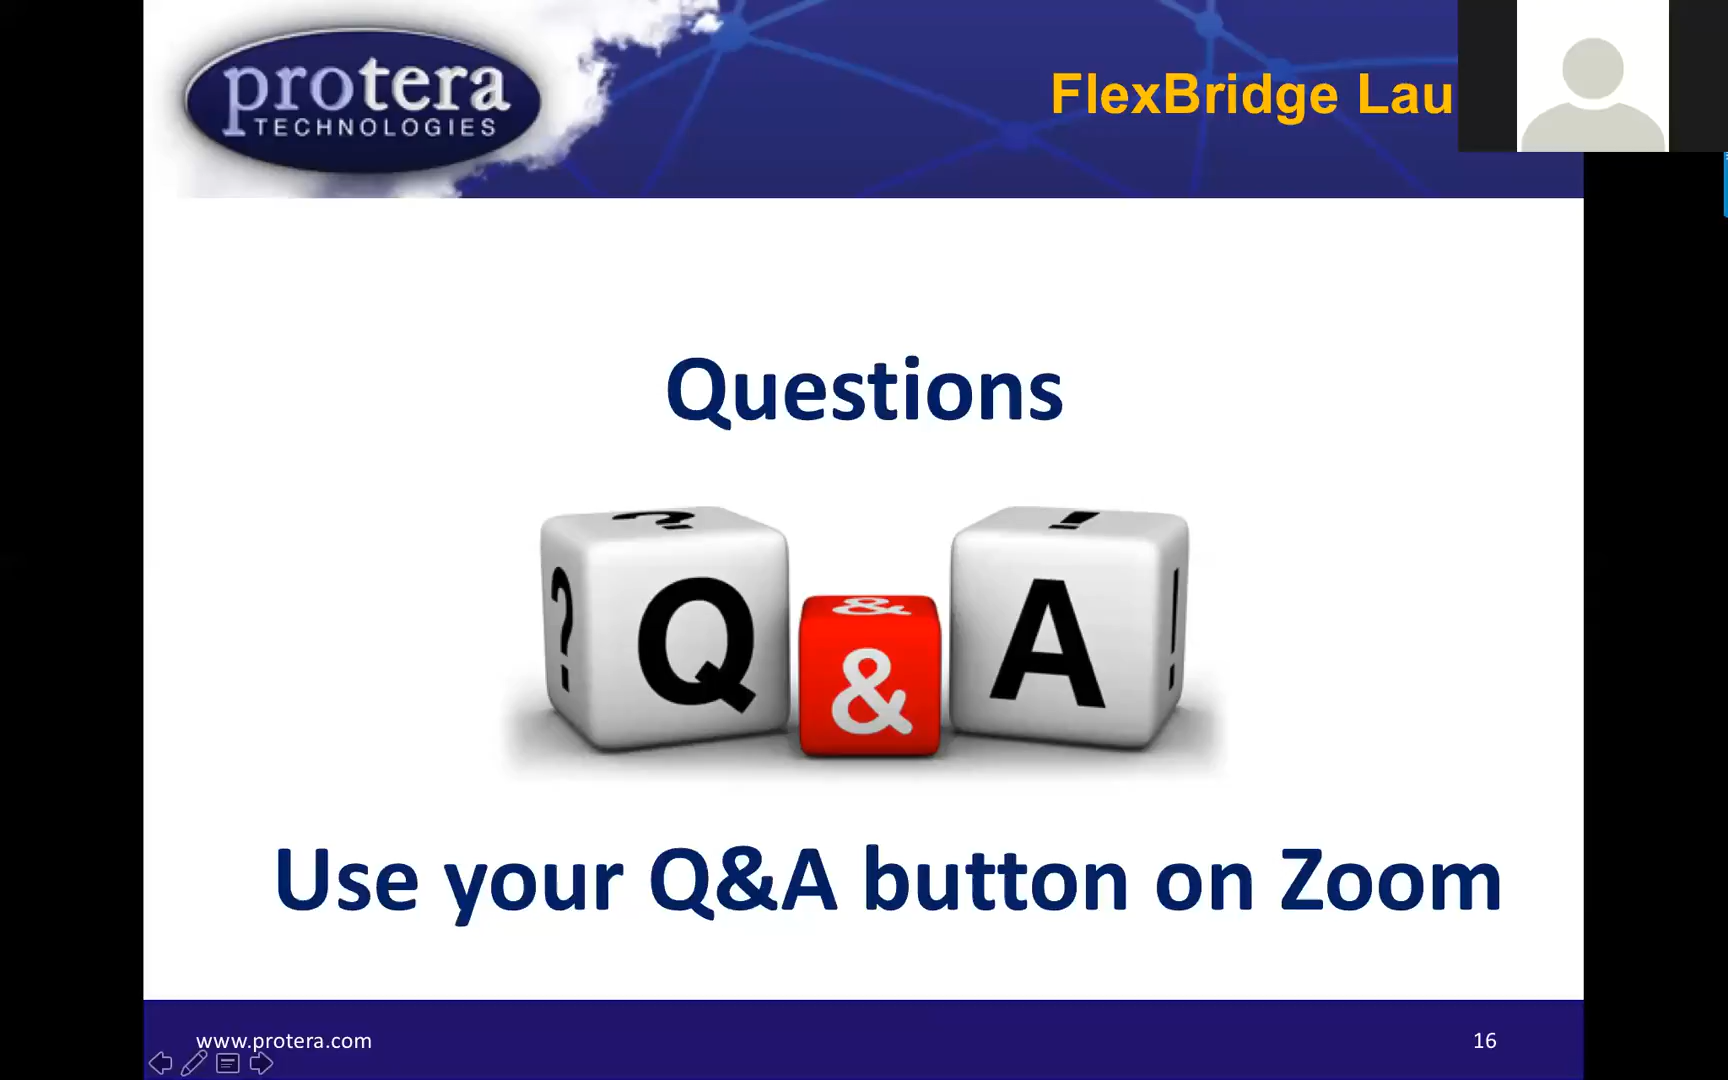 protera
TECHNOLOGIES
FlexBridge Lau
Questions
? ? Q & & A ! !
Use your Q&A button on Zoom
www.protera.com
16